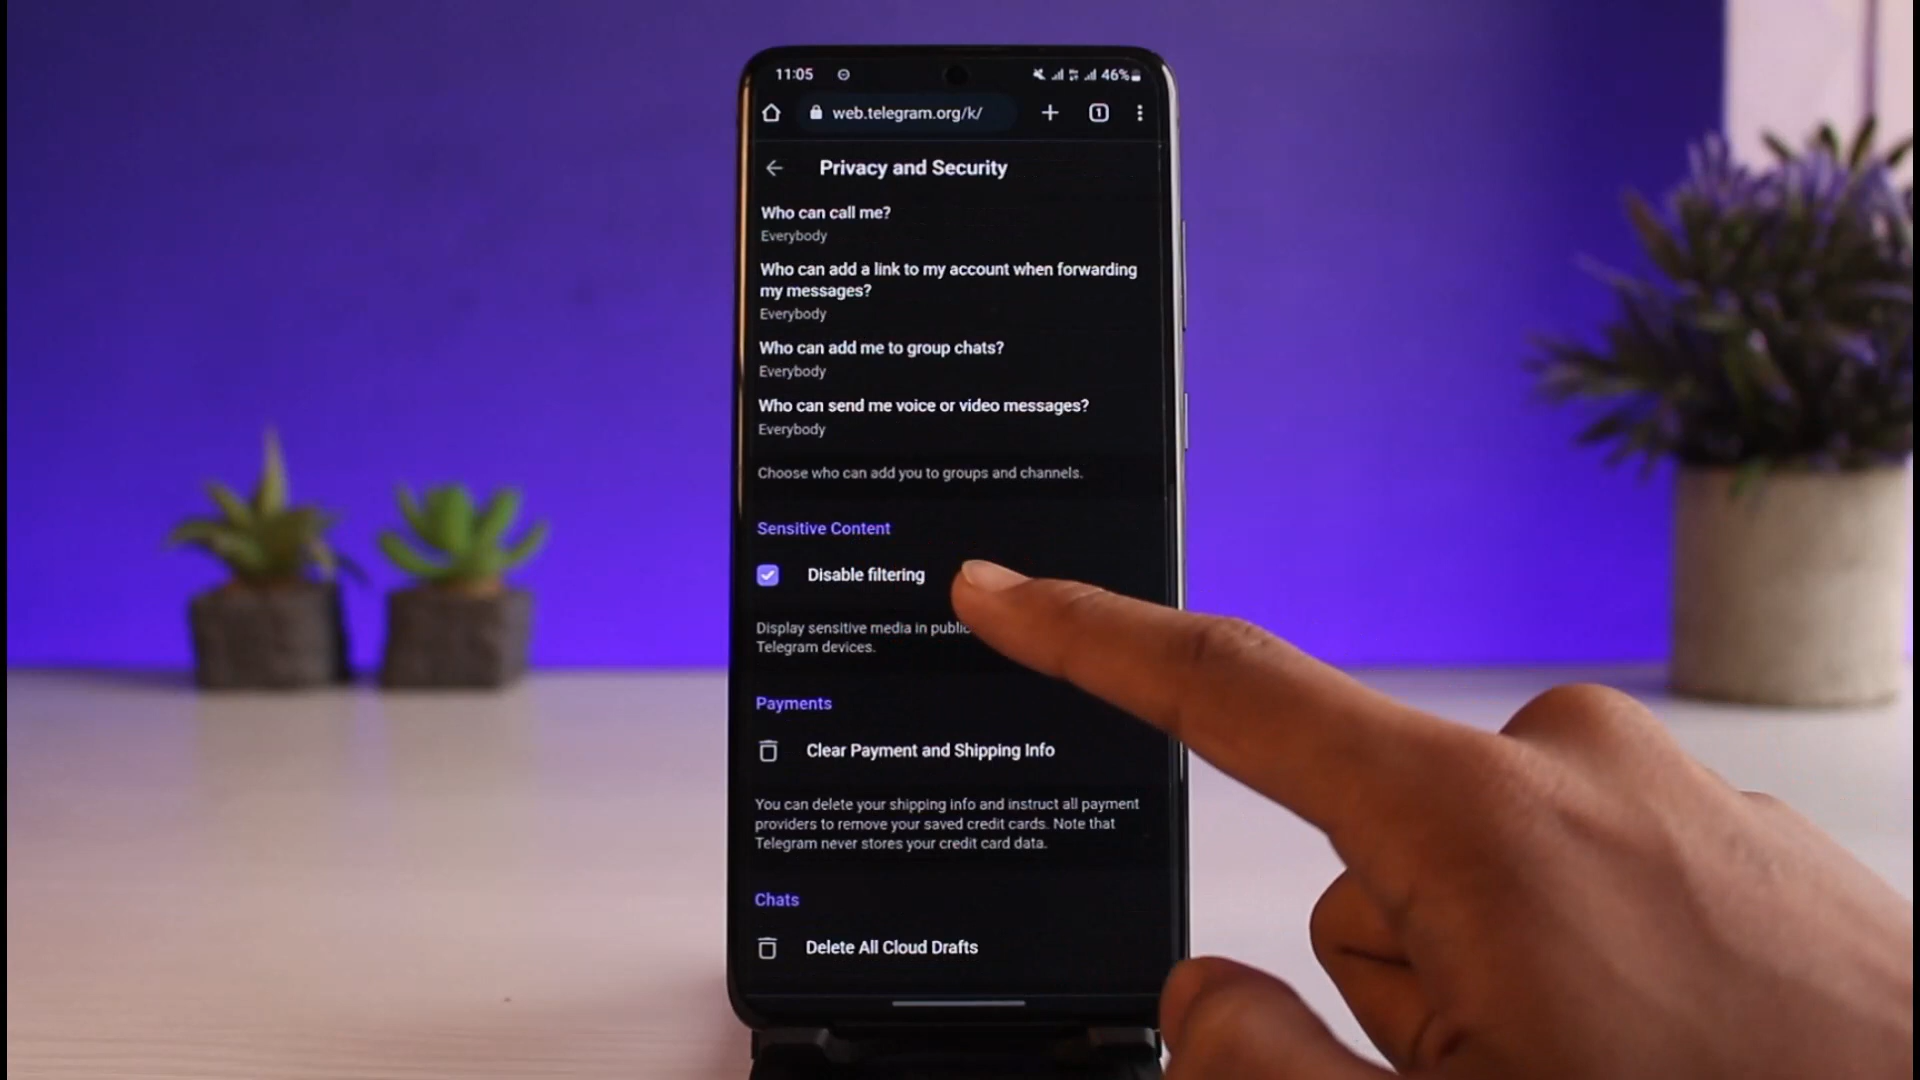 11:05
46%
web.telegram.org/k/
1
Privacy and Security
Who can call me?
Everybody
Who can add a link to my account when forwarding
my messages?
Everybody
Who can add me to group chats?
Everybody
Who can send me voice or video messages?
Everybody
Choose who can add you to groups and channels.
Sensitive Content
Disable filtering
Display sensitive media in public
Telegram devices.
Payments
Clear Payment and Shipping Info
You can delete your shipping info and instruct all payment
providers to remove your saved credit cards. Note that
Telegram never stores your credit card data.
Chats
Delete All Cloud Drafts